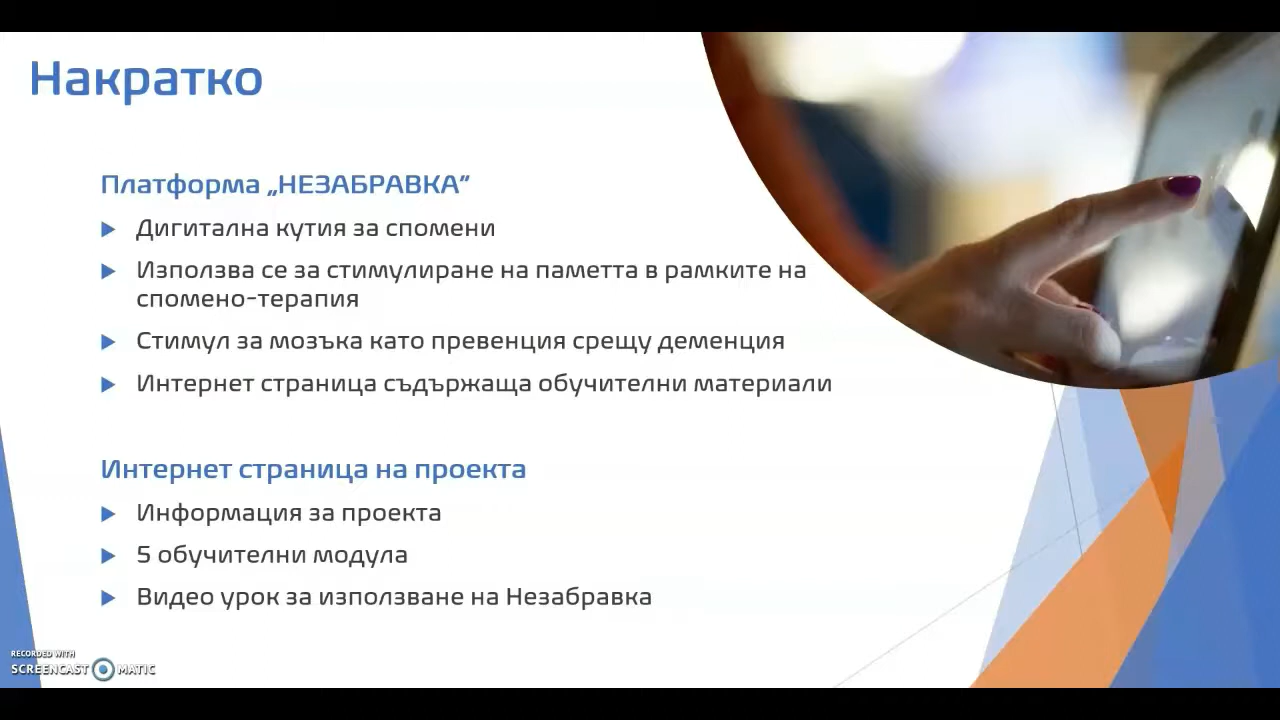 Накратко
Платформа „НЕЗАБРАВКА”
Дигитална кутия за спомени
Използва се за стимулиране на паметта в рамките на
спомено-терапия
Стимул за мозъка като превенция срещу деменция
Интернет страница съдържаща обучителни материали
Интернет страница на проекта
Информация за проекта
5 обучителни модула
Видео урок за използване на Незабравка
RECORDED WITH
SCREENCAST MATIC